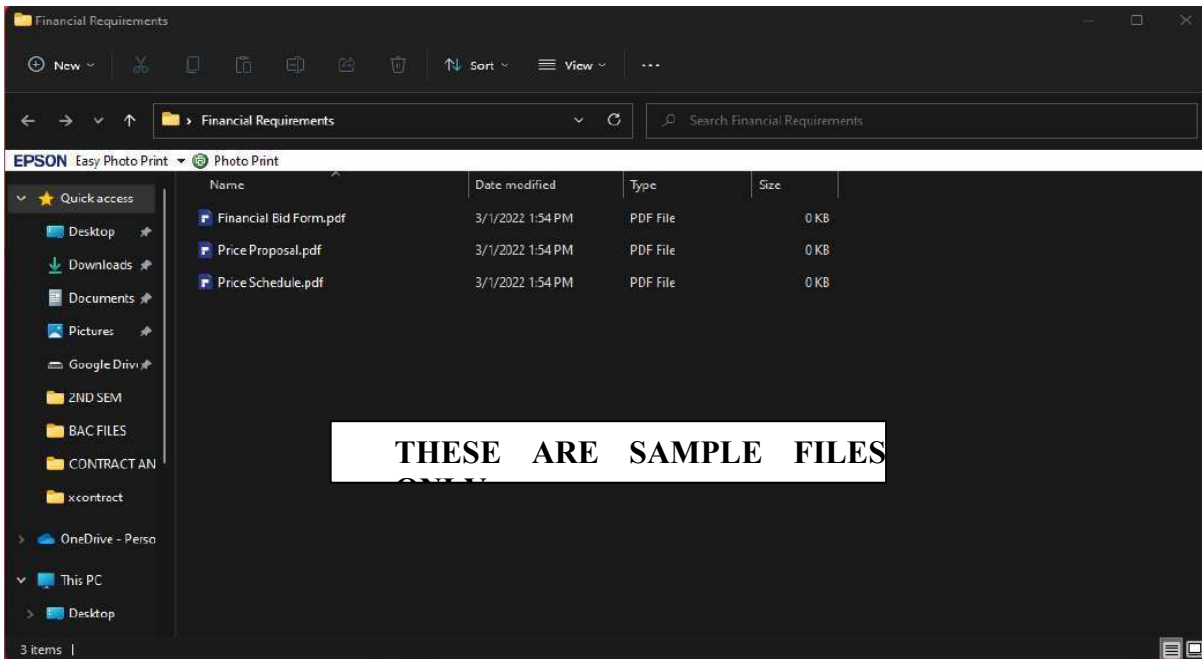 Financial Requirements
New
Sort
View
Financial Requirements
Search Financial Requirements
EPSON Easy Photo Print Photo Print
Name Date modified Type Size
Quick access
Financial Bid Form.pdf 3/1/2022 1:54 PM PDF File 0 KB
Desktop
Price Proposal.pdf 3/1/2022 1:54 PM PDF File 0 KB
Downloads
Price Schedule.pdf 3/1/2022 1:54 PM PDF File 0 KB
Documents
Pictures
Google Driv
2ND SEM
BAC FILES
THESE ARE SAMPLE FILES
CONTRACT AN
xcontract
OneDrive - Perso
This PC
Desktop
3 items